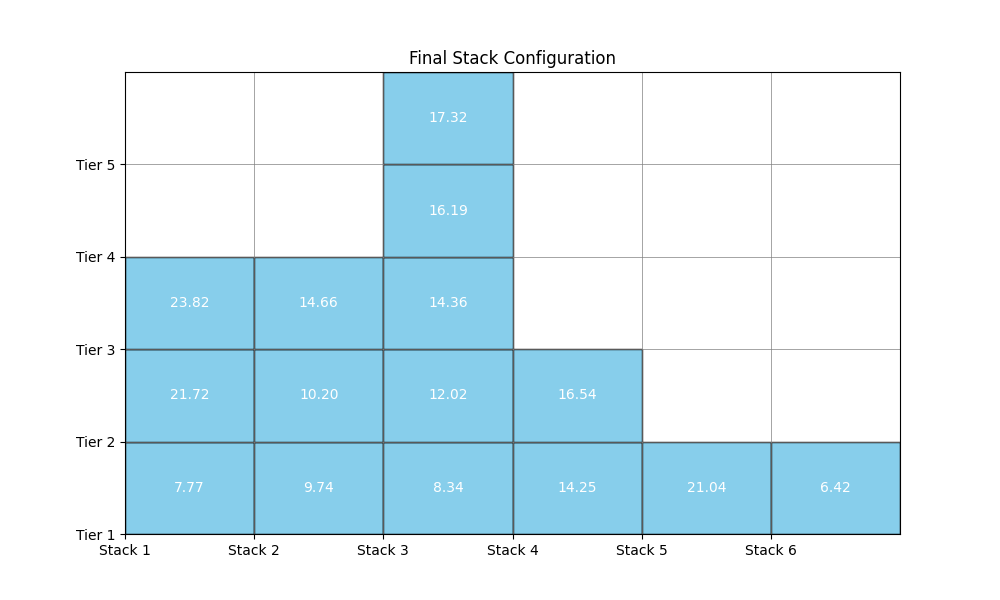 Final Stack Configuration
17.32
Tier 5
16.19
Tier 4
23.82 14.66 14.36
Tier 3
21.72 10.20 12.02 16.54
Tier 2
7.77 9.74 8.34 14.25 21.04 6.42
Tier 1
Stack 1 Stack 2 Stack 3 Stack 4 Stack 5 Stack 6